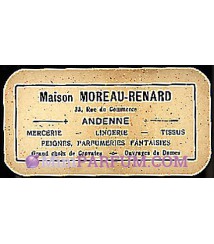 Maison MOREAU-RENARD
33, Rue du Commerce
ANDENNE
MERCERIE - LINGERIE - TISSUS
PEIGNES, PARFUMERIES FANTAISIES
Grand choix de Cravates -o- Ouvrages de Dames
PARFUM.COM